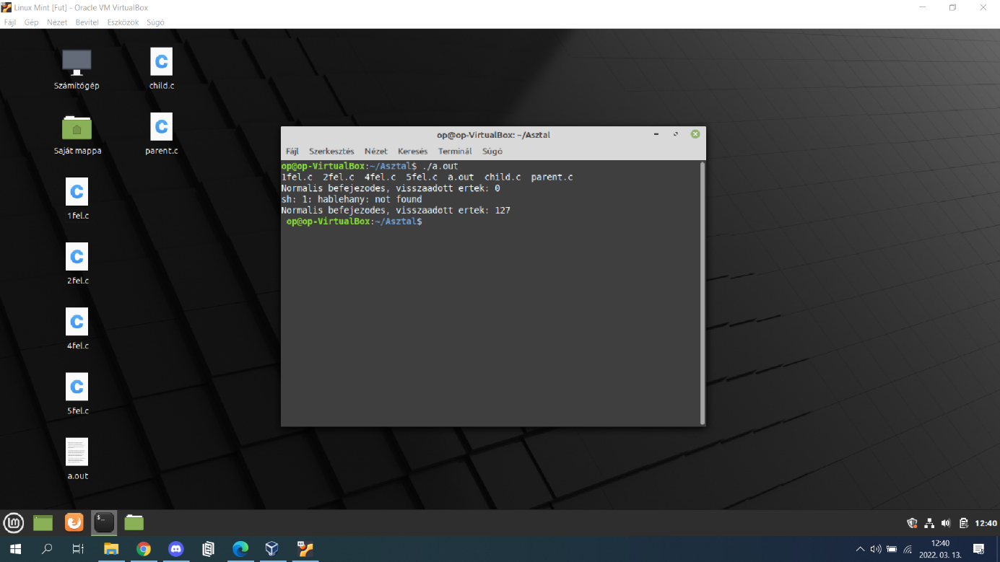 Linux Mint [Fut] - Oracle VM VirtualBox
Fájl Gép Nézet Bevitel Eszközök Súgó
Számítógép
child.c
Saját mappa
parent.c
1fel.c
2fel.c
4fel.c
5fel.c
a.out
op@op-VirtualBox: ~/Asztal
Fájl Szerkesztés Nézet Keresés Terminál Súgó
op@op-VirtualBox:~/Asztal$ ./a.out
1fel.c 2fel.c 4fel.c 5fel.c a.out child.c parent.c
Normalis befejezodes, visszaadott ertek: 0
sh: 1: hablehany: not found
Normalis befejezodes, visszaadott ertek: 127
op@op-VirtualBox:~/Asztal$
12:40
12:40
2022. 03. 13.